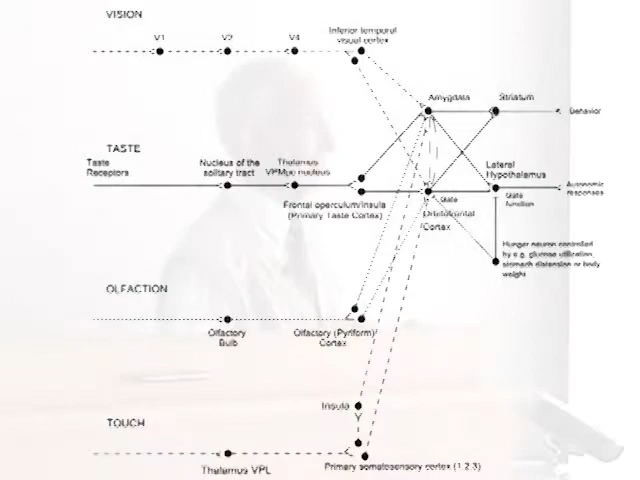 VISION
V1
V2
V4
Inferior temporal
visual cortex
Amygdala
Striatum
Behavior
TASTE
Taste
Receptors
Nucleus of the
solitary tract
Thalamus
VPMpc nucleus
Frontal operculum/Insula
(Primary Taste Cortex)
Gate
Orbitofrontal
Cortex
Lateral
Hypothalamus
Gate
function
Autonomic
responses
Hunger neuron controlled
by e.g. glucose utilization
stomach distension or body
weight
OLFACTION
Olfactory
Bulb
Olfactory (Pyriform)
Cortex
TOUCH
Insula
Thalamus VPL
Primary somatosensory cortex (1,2,3)